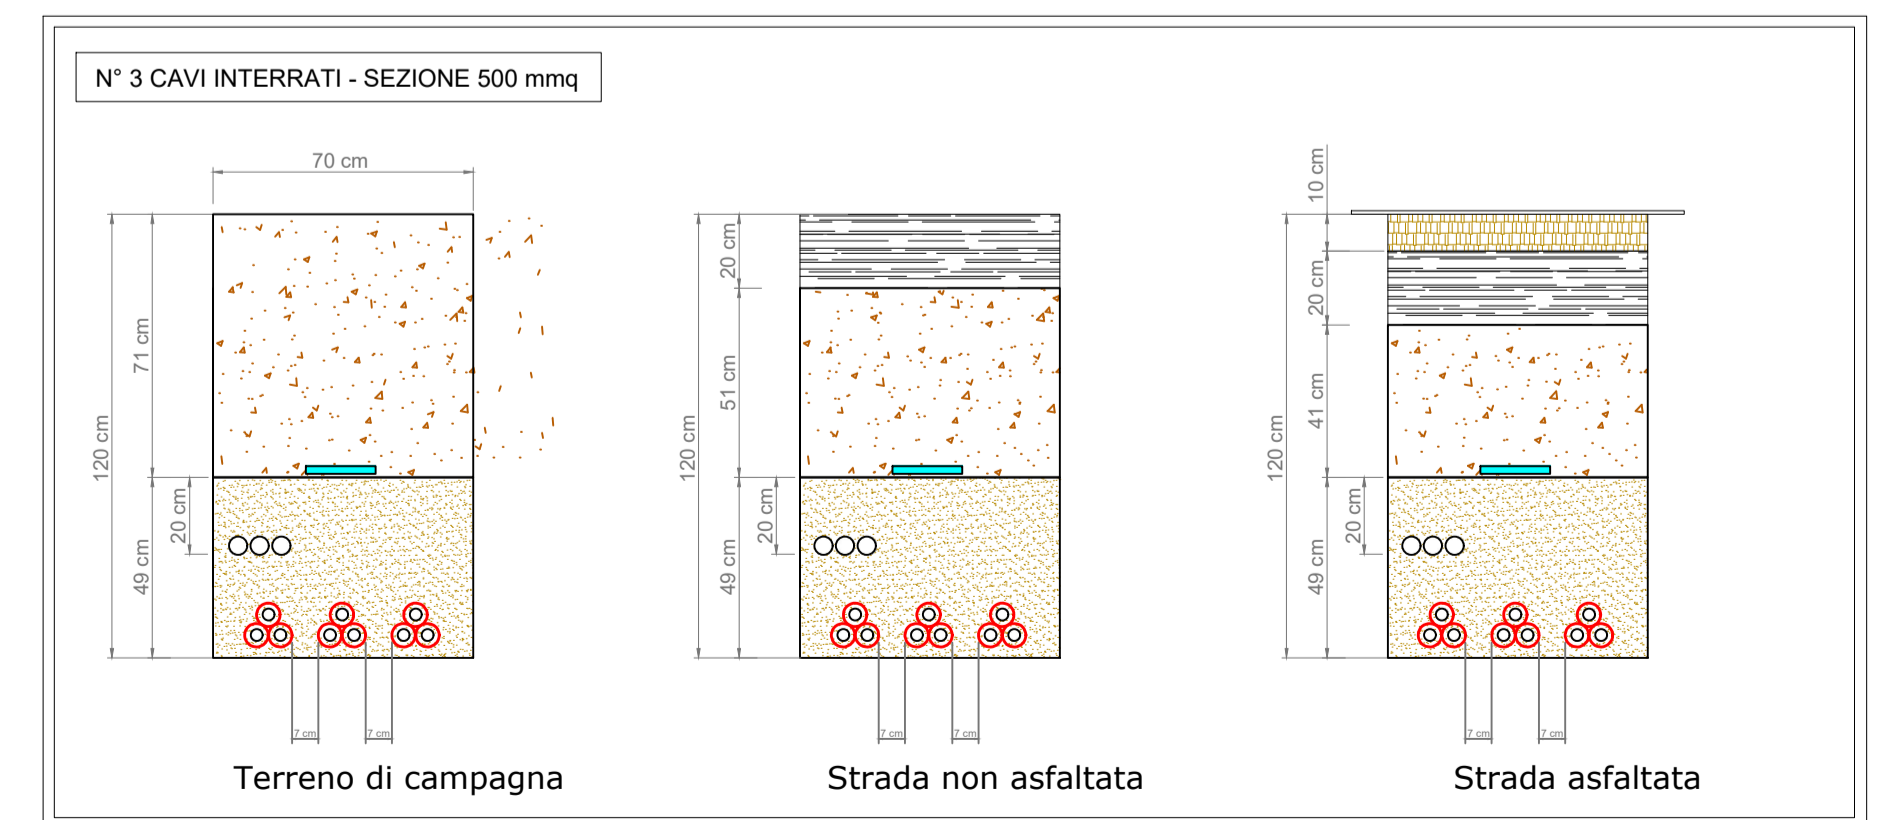 N° 3 CAVI INTERRATI - SEZIONE 500 mmq
70 cm
120 cm
71 cm
49 cm
20 cm
7 cm
7 cm
Terreno di campagna
120 cm
20 cm
51 cm
49 cm
20 cm
7 cm
7 cm
Strada non asfaltata
10 cm
120 cm
20 cm
41 cm
49 cm
20 cm
7 cm
7 cm
Strada asfaltata